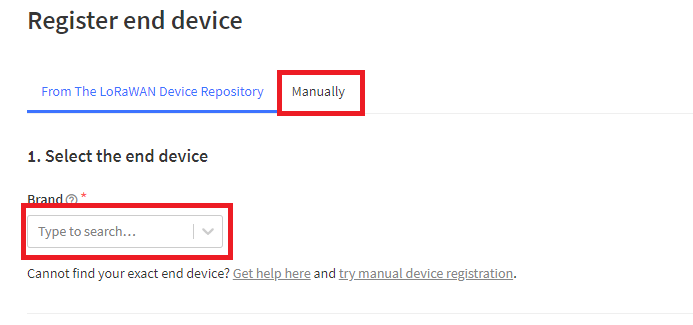 Register end device
From The LoRaWAN Device Repository Manually
1. Select the end device
Brand *
Type to search...
Cannot find your exact end device? Get help here and try manual device registration.